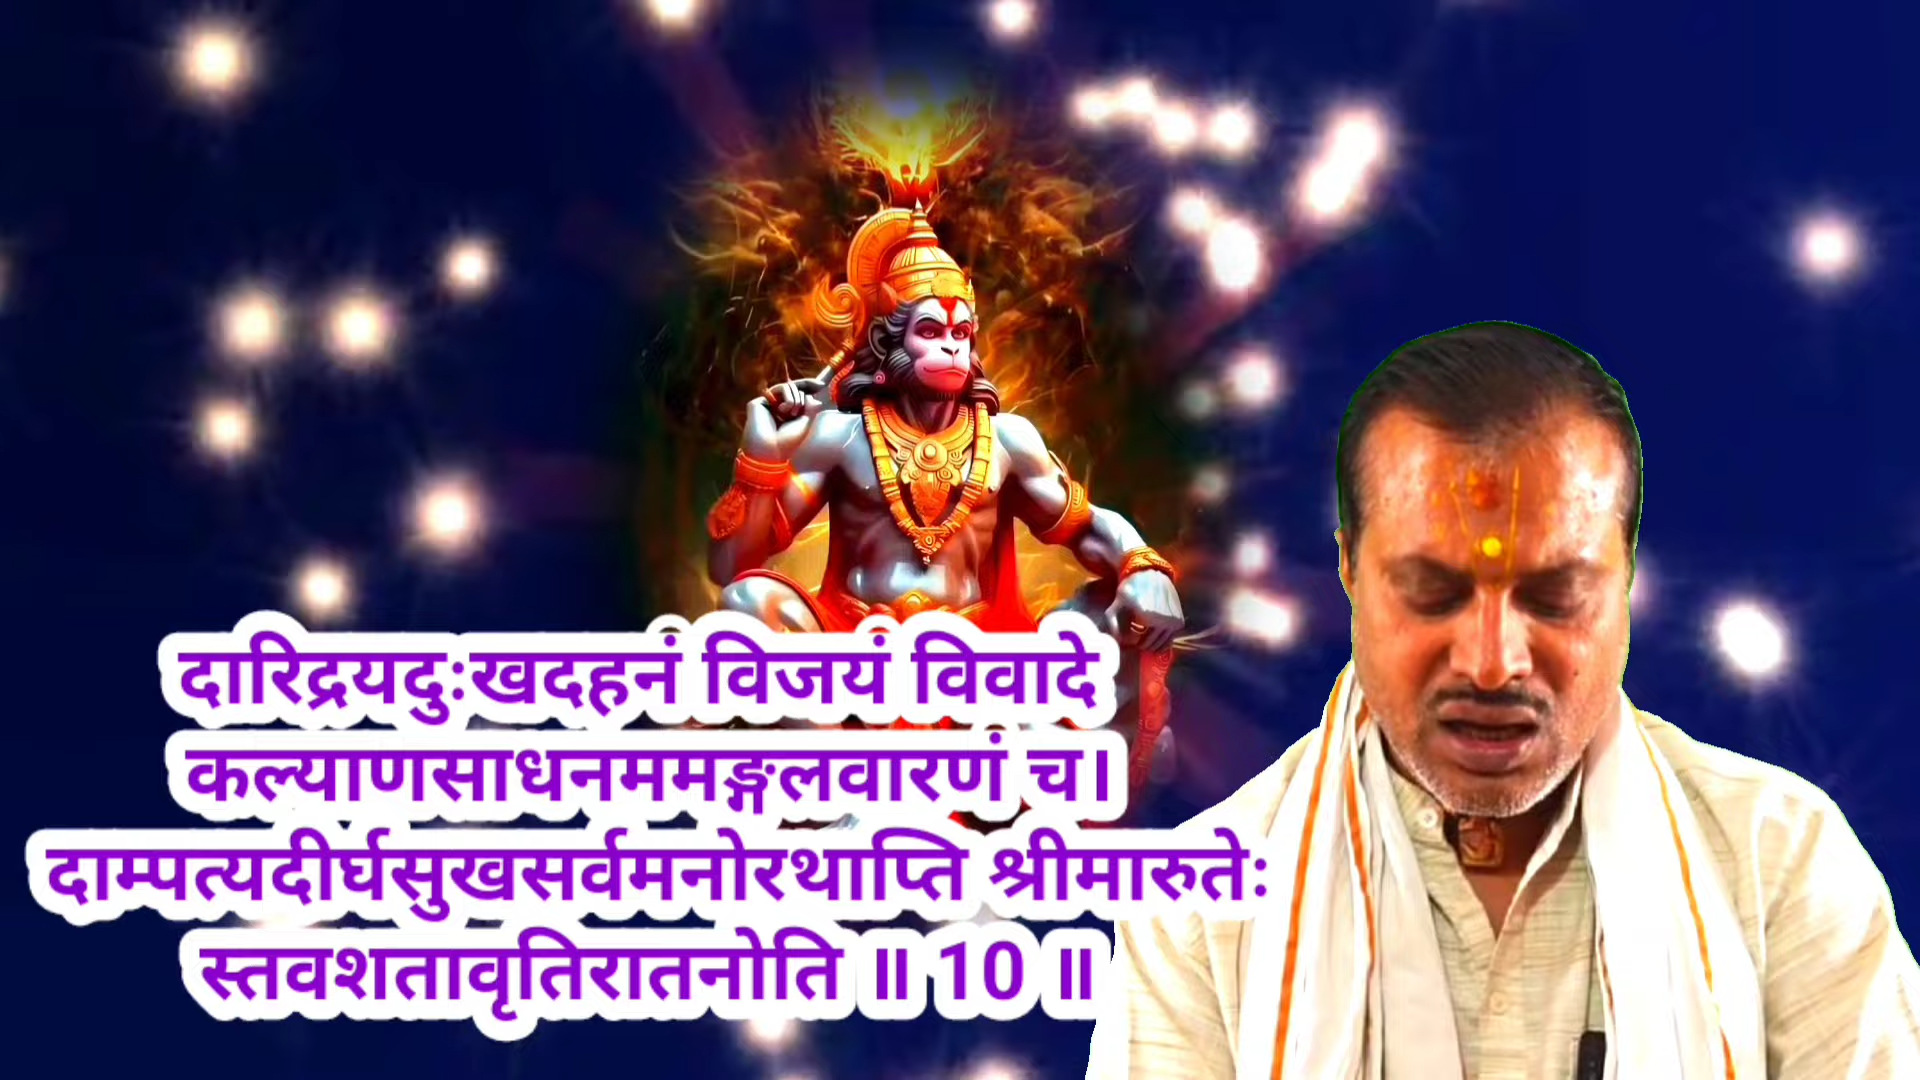 दारिद्रयदुःखदहनं विजयं विवादे
कल्याणसाधनममङ्गलवारणं च।
दाम्पत्यदीर्घसुखसर्वमनोरथाप्ति श्रीमारुतेः
स्तवशतावृतिरातनोति ॥ 10 ॥